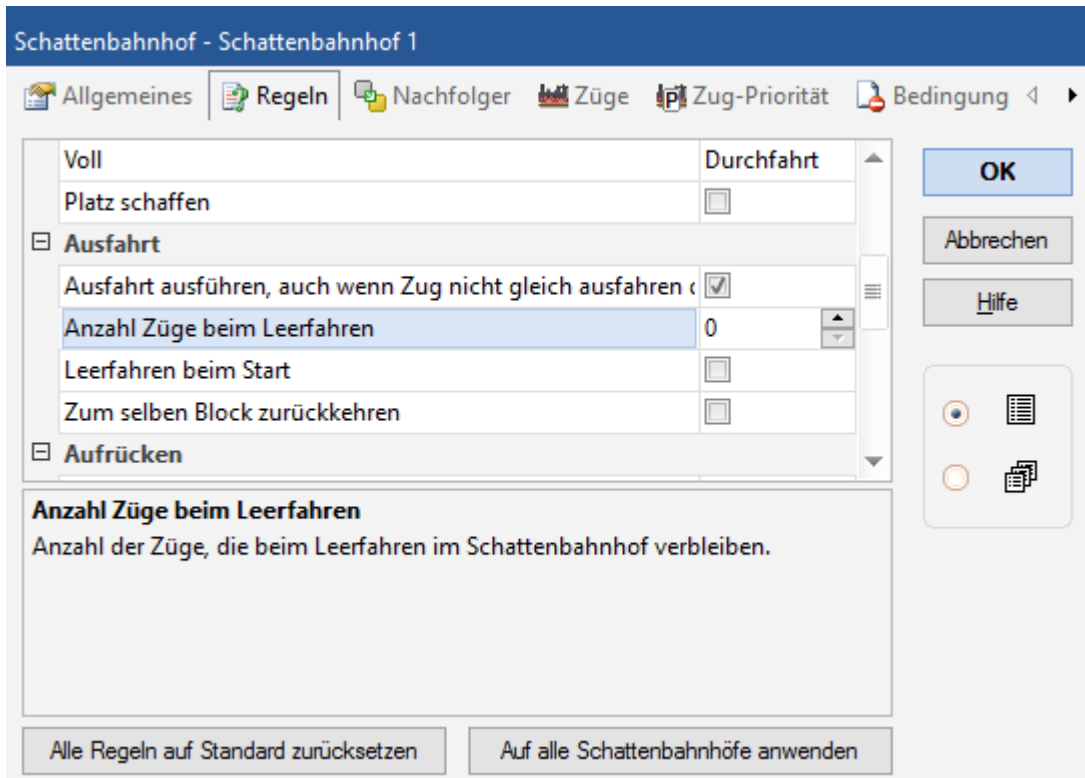 Schattenbahnhof - Schattenbahnhof 1
Allgemeines Regeln Nachfolger Züge Zug-Priorität Bedingung
Voll Durchfahrt
Platz schaffen
Ausfahrt
Ausfahrt ausführen, auch wenn Zug nicht gleich ausfahren
Anzahl Züge beim Leerfahren 0
Leerfahren beim Start
Zum selben Block zurückkehren
Aufrücken
OK
Abbrechen
Hilfe
Anzahl Züge beim Leerfahren
Anzahl der Züge, die beim Leerfahren im Schattenbahnhof verbleiben.
Alle Regeln auf Standard zurücksetzen
Auf alle Schattenbahnhöfe anwenden